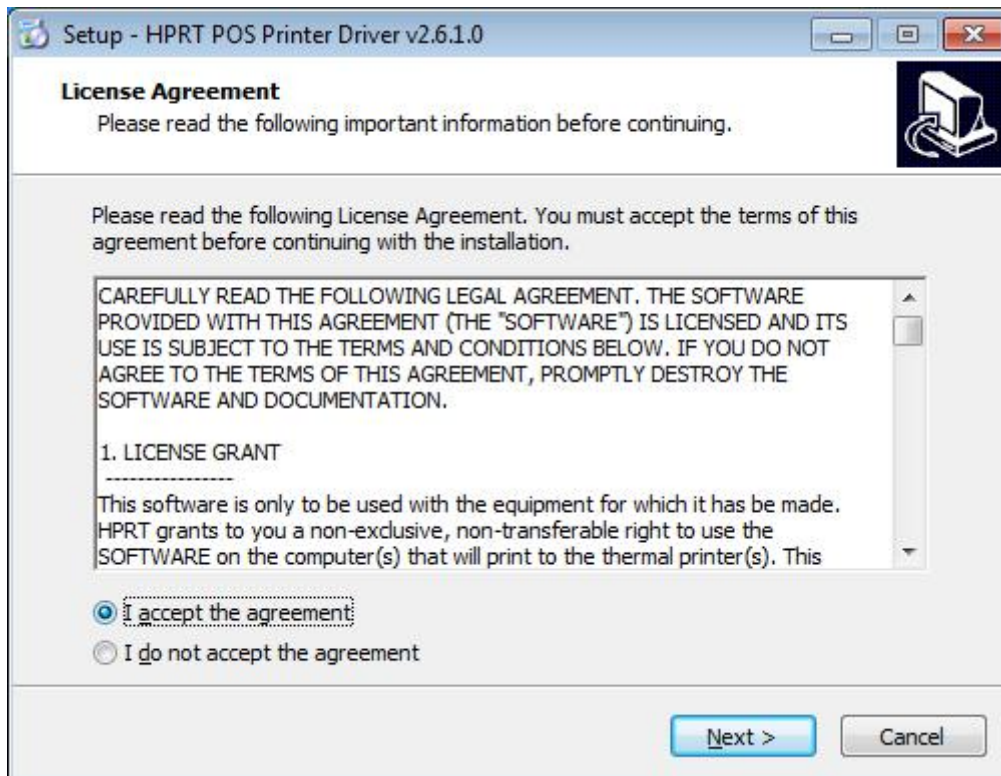 Setup - HPRT POS Printer Driver v2.6.1.0
License Agreement
Please read the following important information before continuing.
Please read the following License Agreement. You must accept the terms of this
agreement before continuing with the installation.
CAREFULLY READ THE FOLLOWING LEGAL AGREEMENT. THE SOFTWARE
PROVIDED WITH THIS AGREEMENT (THE "SOFTWARE") IS LICENSED AND ITS
USE IS SUBJECT TO THE TERMS AND CONDITIONS BELOW. IF YOU DO NOT
AGREE TO THE TERMS OF THIS AGREEMENT, PROMPTLY DESTROY THE
SOFTWARE AND DOCUMENTATION.
1. LICENSE GRANT
----------------
This software is only to be used with the equipment for which it has be made.
HPRT grants to you a non-exclusive, non-transferable right to use the
SOFTWARE on the computer(s) that will print to the thermal printer(s). This
I accept the agreement
I do not accept the agreement
Next >
Cancel